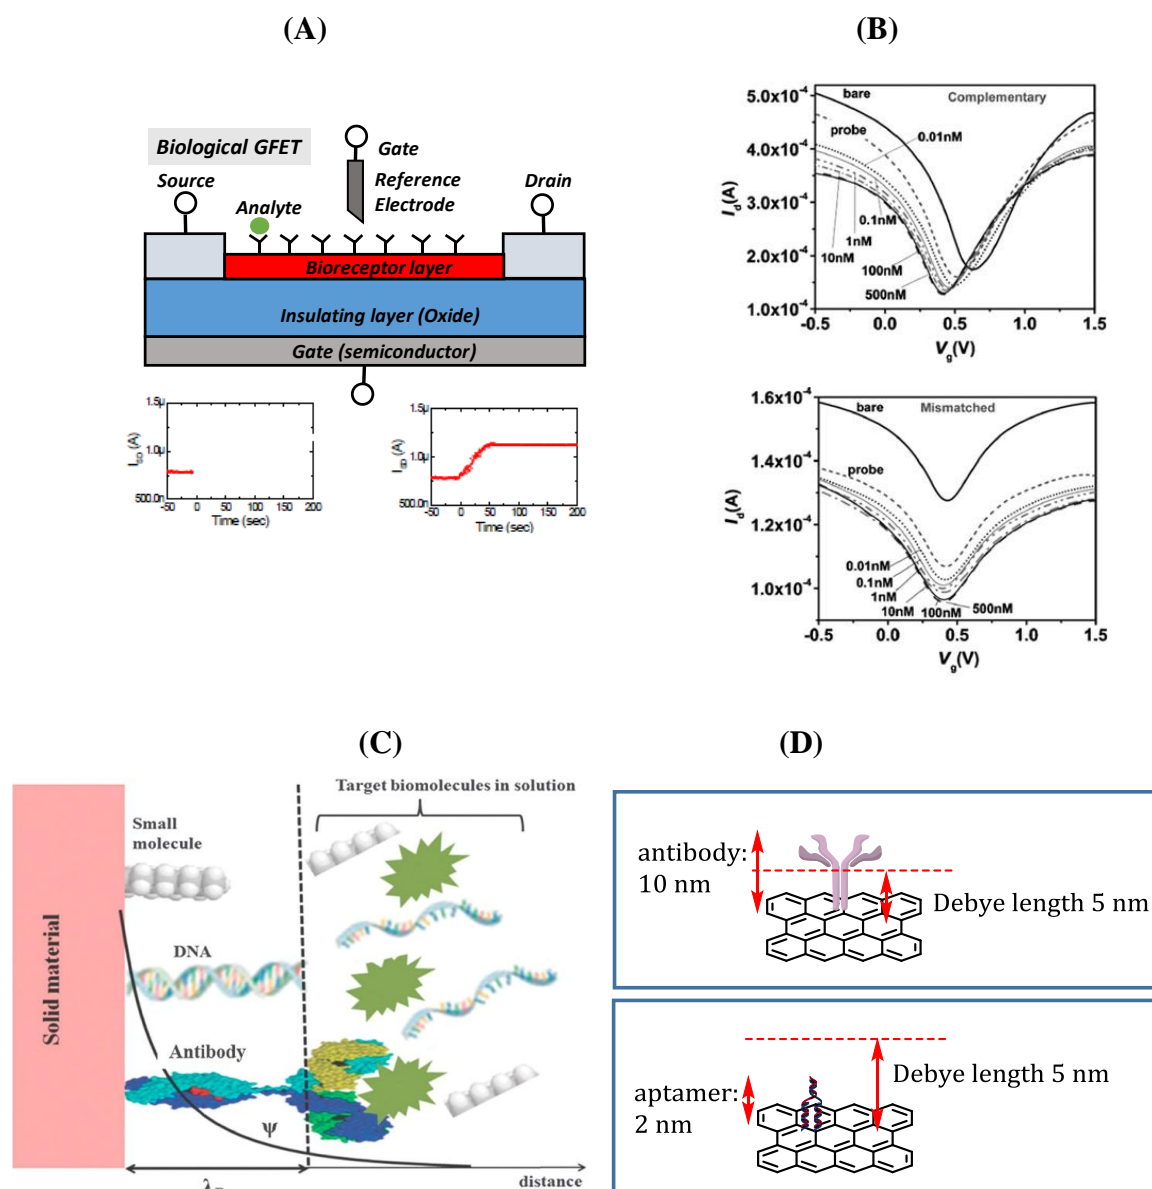 (A)
Biological GFET
Source
Gate
Reference
Electrode
Drain
Analyte
Bioreceptor layer
Insulating layer (Oxide)
Gate (semiconductor)
1.5μ
1.0μ
500.0n
I_SD (A)
-50 0 50 100 150 200
Time (sec)
1.5μ
1.0μ
500.0n
I_SD (A)
-50 0 50 100 150 200
Time (sec)
(B)
5.0x10⁻⁴
4.0x10⁻⁴
3.0x10⁻⁴
2.0x10⁻⁴
1.0x10⁻⁴
I_d(A)
bare
Complementary
probe
0.01nM
0.1nM
1nM
10nM
100nM
500nM
-0.5 0.0 0.5 1.0 1.5
V_g(V)
1.6x10⁻⁴
1.4x10⁻⁴
1.2x10⁻⁴
1.0x10⁻⁴
I_d(A)
bare
Mismatched
probe
0.01nM
0.1nM
1nM
10nM
100nM
500nM
-0.5 0.0 0.5 1.0 1.5
V_g(V)
(C)
Solid material
Target biomolecules in solution
Small
molecule
DNA
Antibody
ψ
distance
(D)
antibody:
10 nm
Debye length 5 nm
Debye length 5 nm
aptamer:
2 nm